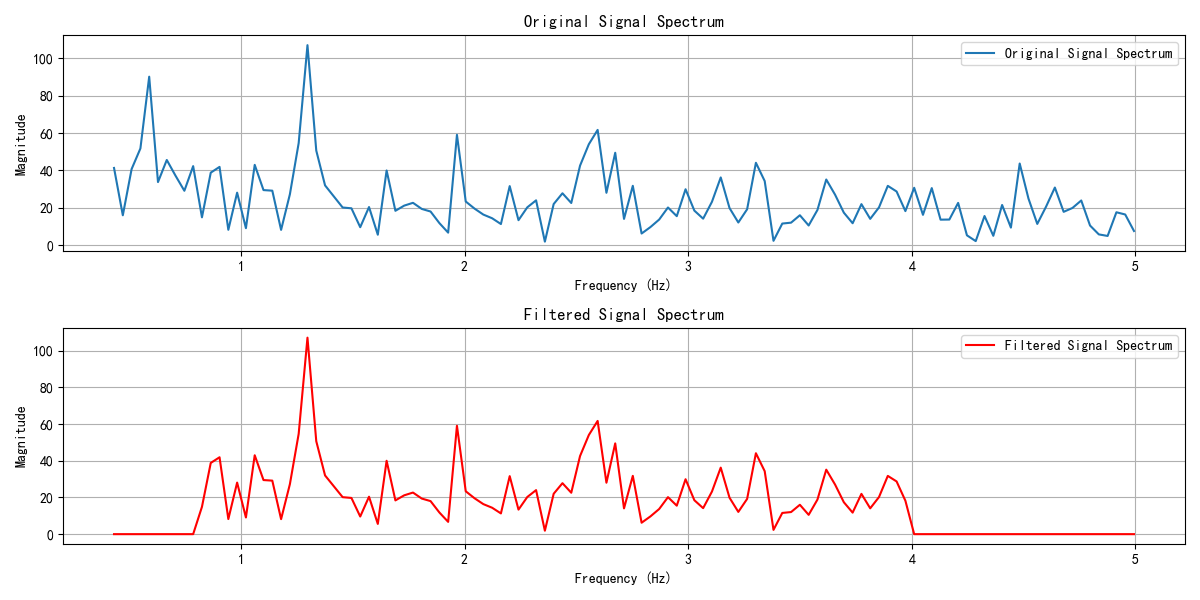 Original Signal Spectrum
Original Signal Spectrum
Magnitude
100
80
60
40
20
0
1
2
3
4
5
Frequency (Hz)
Filtered Signal Spectrum
Filtered Signal Spectrum
Magnitude
100
80
60
40
20
0
1
2
3
4
5
Frequency (Hz)